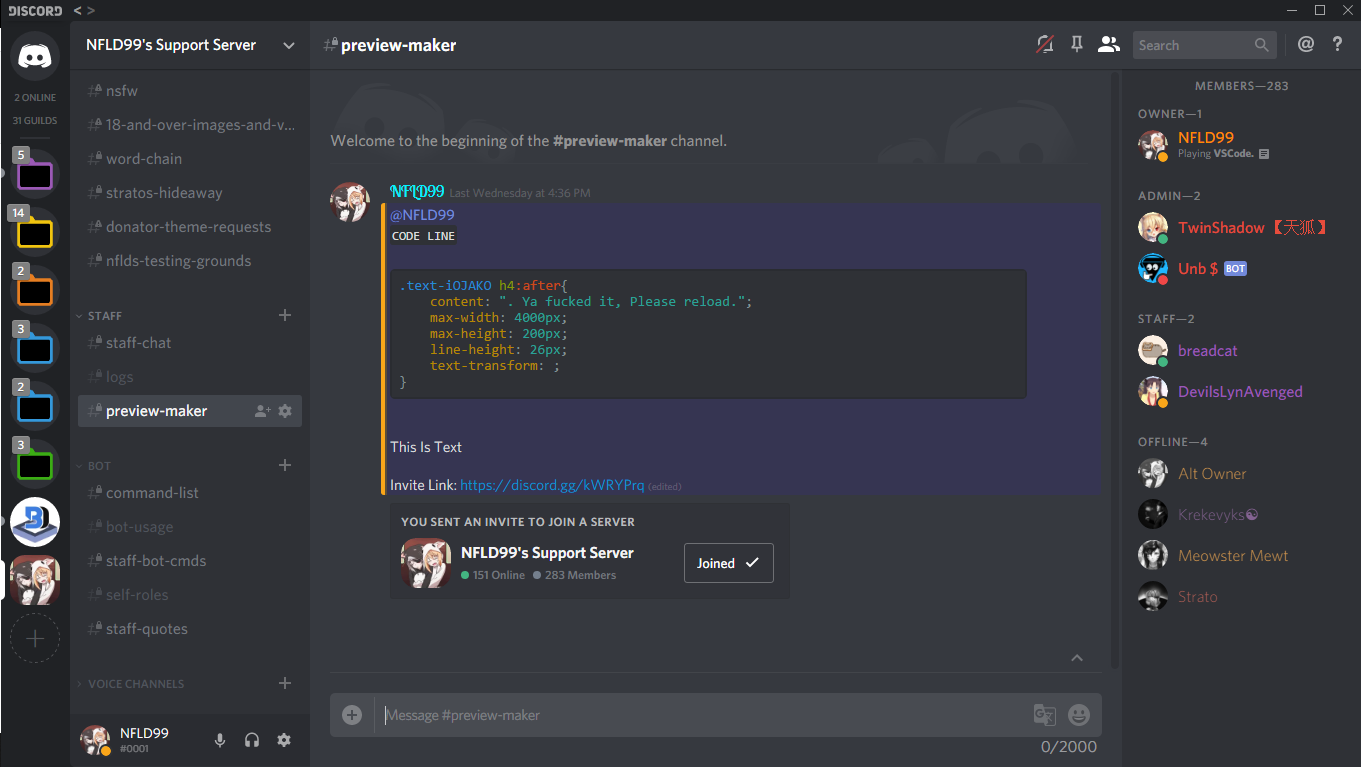 DISCORD < >
2 ONLINE
31 GUILDS
5
14
2
3
2
3
NFLD99's Support Server
nsfw
18-and-over-images-and-v...
word-chain
stratos-hideaway
donator-theme-requests
nflds-testing-grounds
STAFF
staff-chat
logs
preview-maker
BOT
command-list
bot-usage
staff-bot-cmds
self-roles
staff-quotes
VOICE CHANNELS
NFLD99
#0001
preview-maker
Search
@ ?
Welcome to the beginning of the #preview-maker channel.
NFLD99 Last Wednesday at 4:36 PM
@NFLD99
CODE LINE
.text-iOJAKO h4:after{
content: ". Ya fucked it, Please reload.";
max-width: 4000px;
max-height: 200px;
line-height: 26px;
text-transform: ;
}
This Is Text
Invite Link: https://discord.gg/kWRYPrq (edited)
YOU SENT AN INVITE TO JOIN A SERVER
NFLD99's Support Server
151 Online 283 Members
Joined
Message #preview-maker
0/2000
MEMBERS—283
OWNER—1
NFLD99
Playing VSCode.
ADMIN—2
TwinShadow【天狐】
Unb $ BOT
STAFF—2
breadcat
DevilsLynAvenged
OFFLINE—4
Alt Owner
Krekevyks☯
Meowster Mewt
Strato